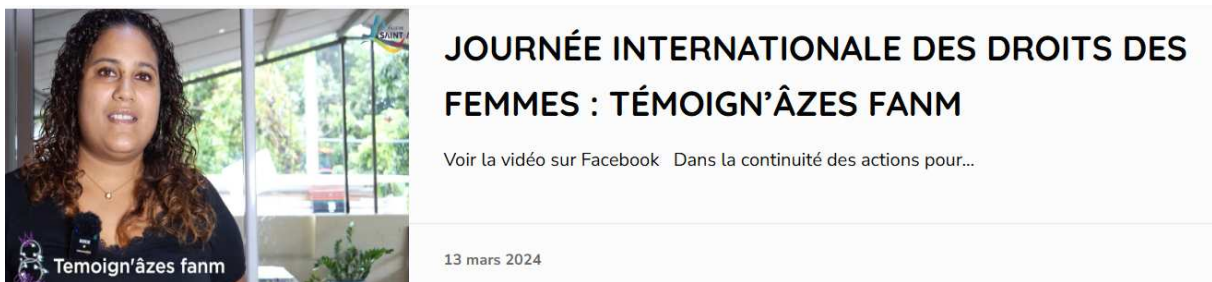 SAINT
JOURNÉE INTERNATIONALE DES DROITS DES
FEMMES : TÉMOIGN’ÂZES FANM
Voir la vidéo sur Facebook Dans la continuité des actions pour...
Temoign'âzes fanm
13 mars 2024